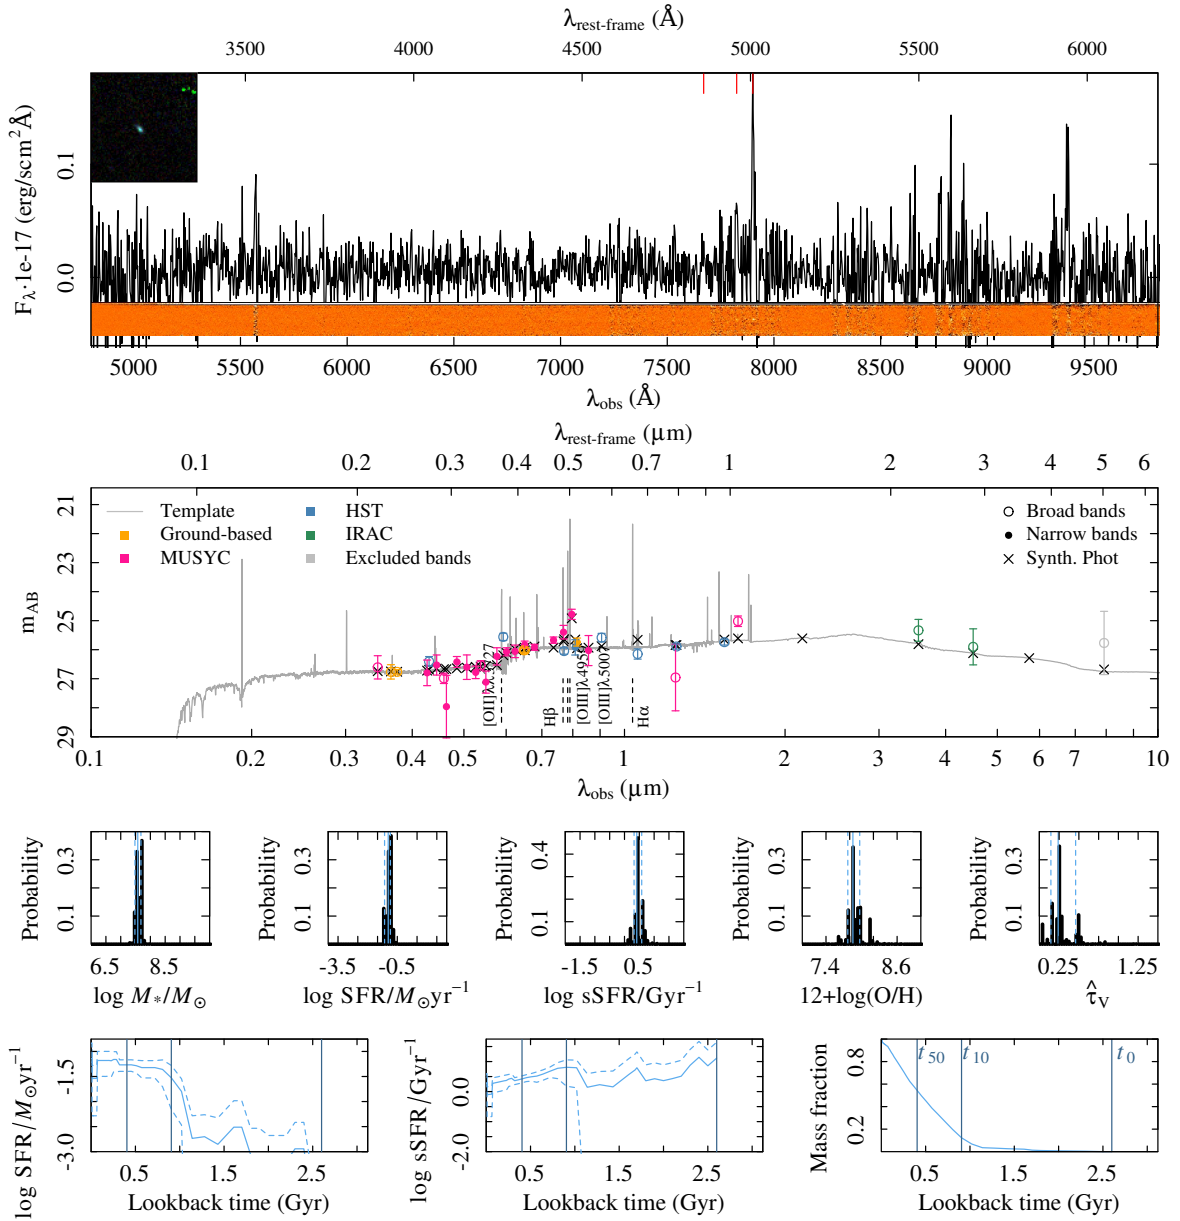 λrest-frame (Å)
3500 4000 4500 5000 5500 6000
Fλ·1e-17 (erg/scm²Å)
0.0 0.1
5000 5500 6000 6500 7000 7500 8000 8500 9000 9500
λobs (Å)
λrest-frame (μm)
0.1 0.2 0.3 0.4 0.5 0.7 1 2 3 4 5 6
mAB
21
23
25
27
29
Template
Ground-based
MUSYC
HST
IRAC
Excluded bands
Broad bands
Narrow bands
Synth. Phot
[OII]λλ3727
Hβ
[OIII]λ4959
[OIII]λ5007
Hα
0.1 0.2 0.3 0.4 0.5 0.7 1 2 3 4 5 6 7 10
λobs (μm)
Probability
0.1 0.3
6.5 8.5
log M*/M⊙
Probability
0.1 0.3
-3.5 -0.5
log SFR/M⊙yr⁻¹
Probability
0.1 0.4
-1.5 0.5
log sSFR/Gyr⁻¹
Probability
0.1 0.3
7.4 8.6
12+log(O/H)
Probability
0.1 0.3
0.25 1.25
τ̂V
log SFR/M⊙yr⁻¹
-3.0 -1.5
0.5 1.5 2.5
Lookback time (Gyr)
log sSFR/Gyr⁻¹
-2.0 0.0
0.5 1.5 2.5
Lookback time (Gyr)
Mass fraction
0.2 0.8
t50 t10 t0
0.5 1.5 2.5
Lookback time (Gyr)